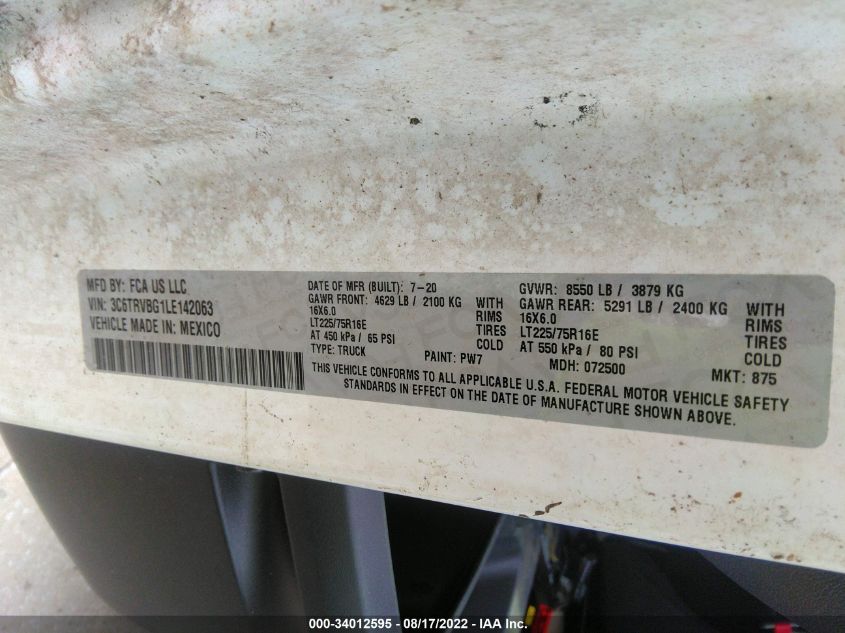 MFD BY: FCA US LLC
VIN: 3C6TRVBG1LE142063
VEHICLE MADE IN: MEXICO
DATE OF MFR (BUILT): 7-20
GAWR FRONT: 4629 LB / 2100 KG WITH
16X6.0 RIMS
LT225/75R16E TIRES
AT 450 kPa / 65 PSI COLD
TYPE: TRUCK PAINT: PW7
GVWR: 8550 LB / 3879 KG
GAWR REAR: 5291 LB / 2400 KG WITH
16X6.0 RIMS
LT225/75R16E TIRES
AT 550 kPa / 80 PSI COLD
MDH: 072500 MKT: 875
THIS VEHICLE CONFORMS TO ALL APPLICABLE U.S.A. FEDERAL MOTOR VEHICLE SAFETY
STANDARDS IN EFFECT ON THE DATE OF MANUFACTURE SHOWN ABOVE.
000-34012595 - 08/17/2022 - IAA Inc.